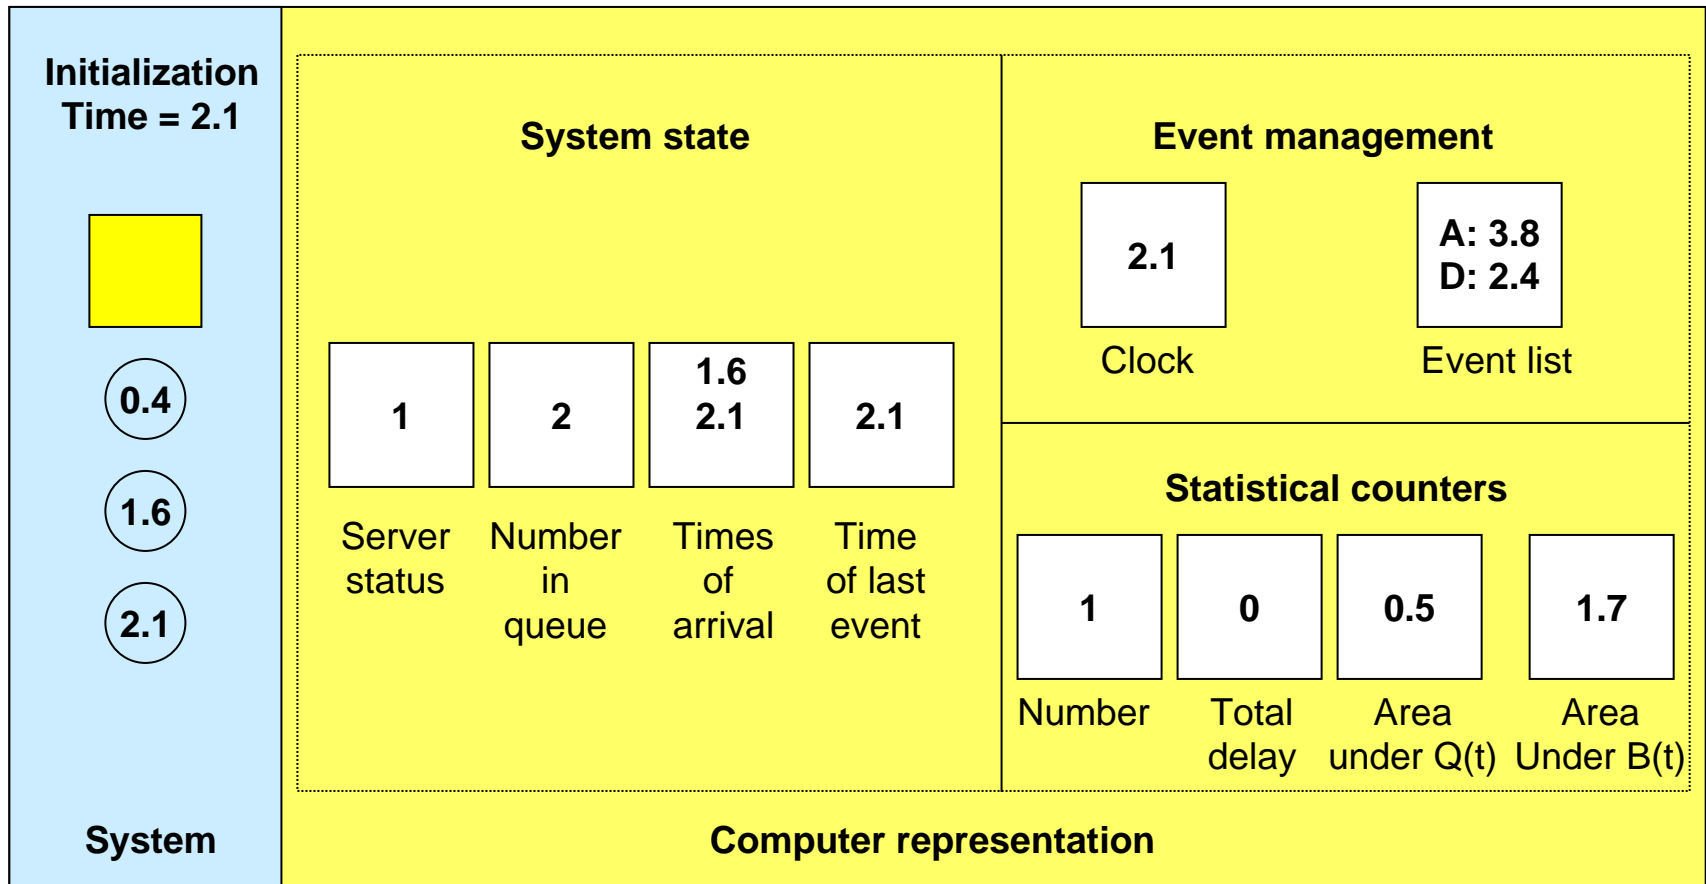 Initialization
Time = 2.1
0.4
1.6
2.1
System
System state
1
2
1.6
2.1
2.1
Server
status
Number
in
queue
Times
of
arrival
Time
of last
event
Event management
2.1
Clock
A: 3.8
D: 2.4
Event list
Statistical counters
1
0
0.5
1.7
Number
Total
delay
Area
under Q(t)
Area
Under B(t)
Computer representation